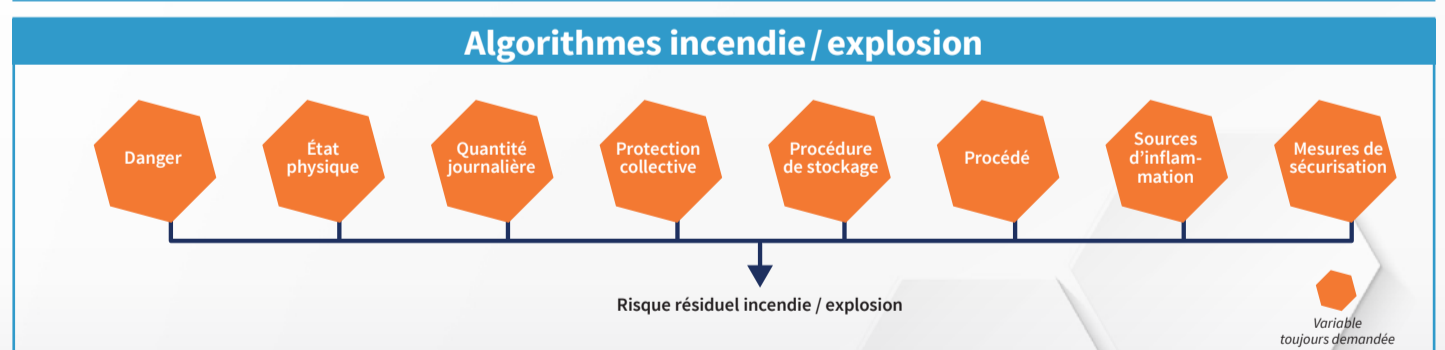 Algorithmes incendie / explosion
Danger
État
physique
Quantité
journalière
Protection
collective
Procédure
de stockage
Procédé
Sources
d'inflam-
mation
Mesures de
sécurisation
Risque résiduel incendie / explosion
Variable
toujours demandée